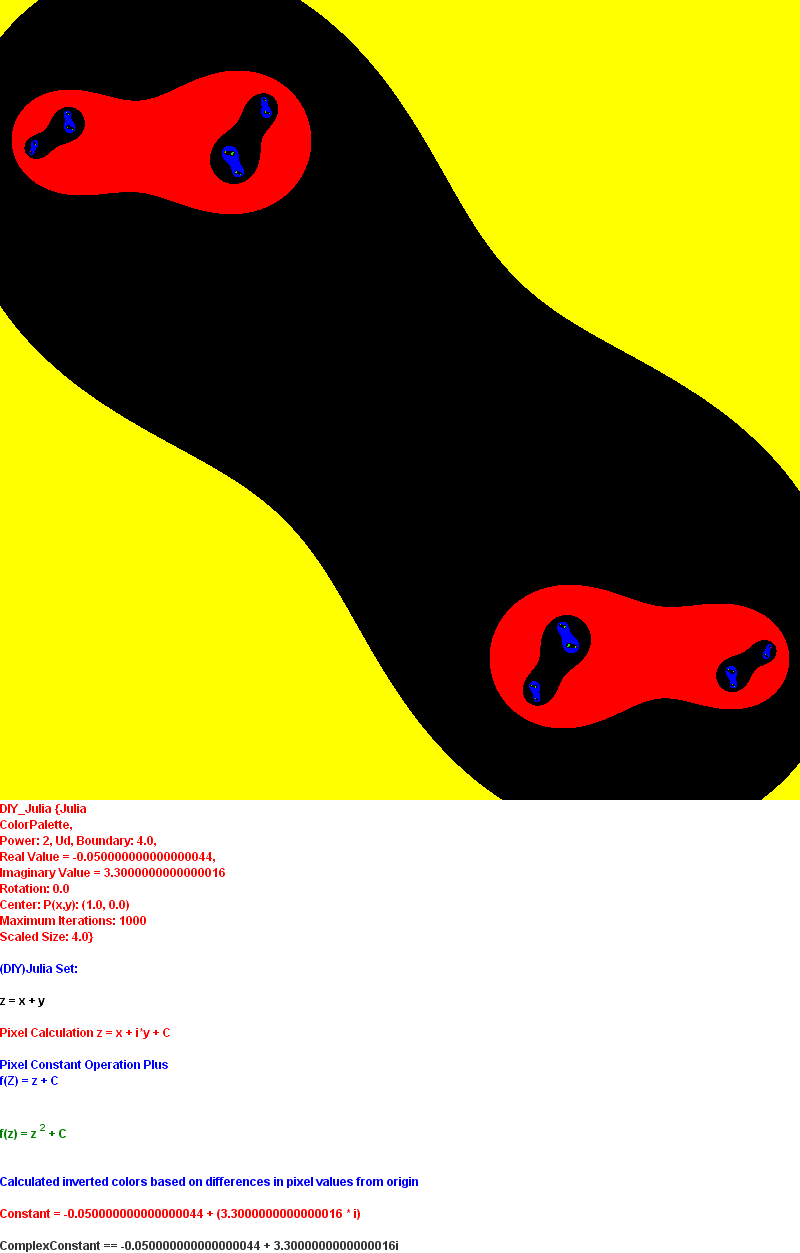 DIY_Julia {Julia
ColorPalette,
Power: 2, Ud, Boundary: 4.0,
Real Value = -0.050000000000000044,
Imaginary Value = 3.3000000000000016
Rotation: 0.0
Center: P(x,y): (1.0, 0.0)
Maximum Iterations: 1000
Scaled Size: 4.0}
(DIY)Julia Set:
z = x + y
Pixel Calculation z = x + i*y + C
Pixel Constant Operation Plus
f(Z) = z + C
f(z) = z 2 + C
Calculated inverted colors based on differences in pixel values from origin
Constant = -0.050000000000000044 + (3.3000000000000016 * i)
ComplexConstant == -0.050000000000000044 + 3.3000000000000016i